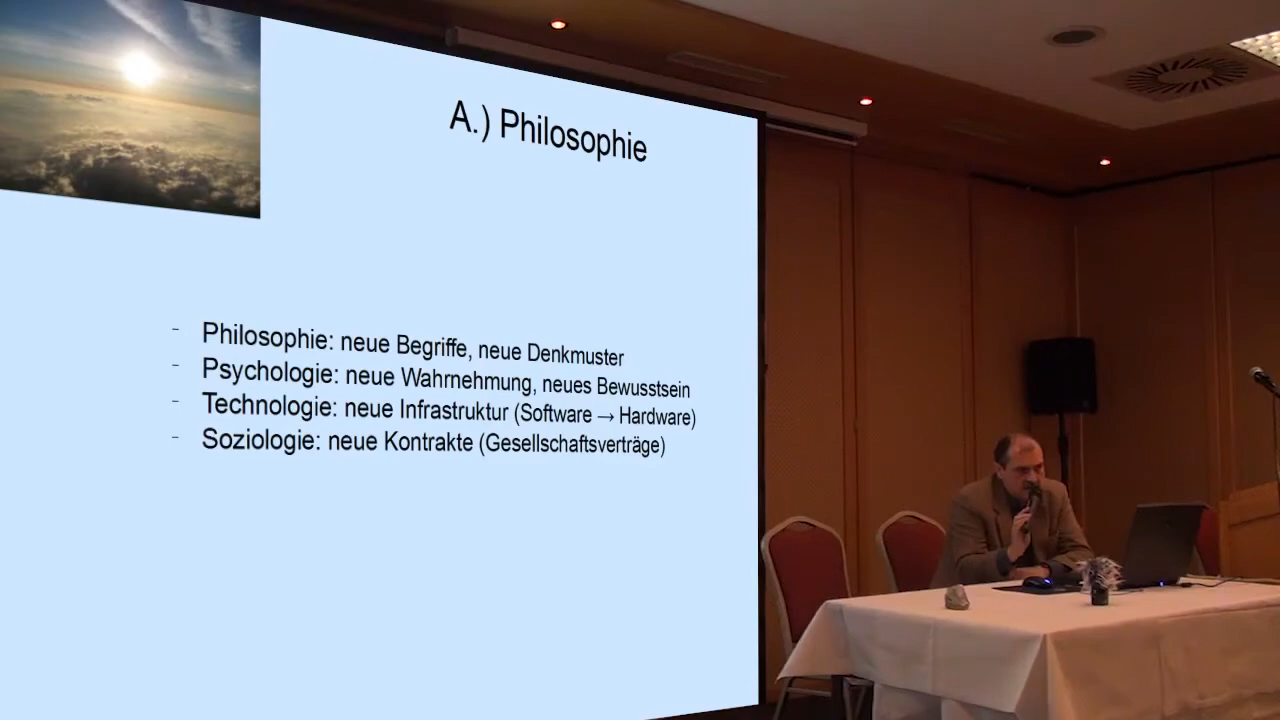 A.) Philosophie
- Philosophie: neue Begriffe, neue Denkmuster
- Psychologie: neue Wahrnehmung, neues Bewusstsein
- Technologie: neue Infrastruktur (Software → Hardware)
- Soziologie: neue Kontrakte (Gesellschaftsverträge)